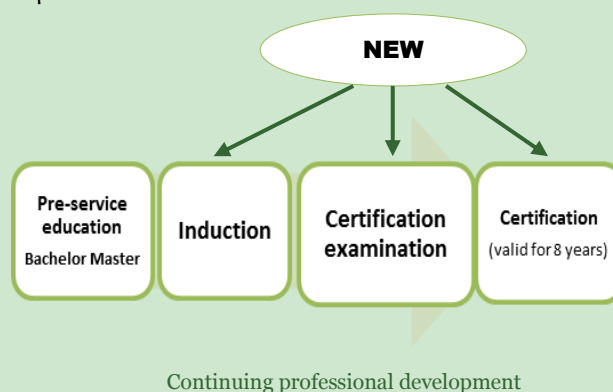 NEW
Pre-service
education
Bachelor Master
Induction
Certification
examination
Certification
(valid for 8 years)
Continuing professional development